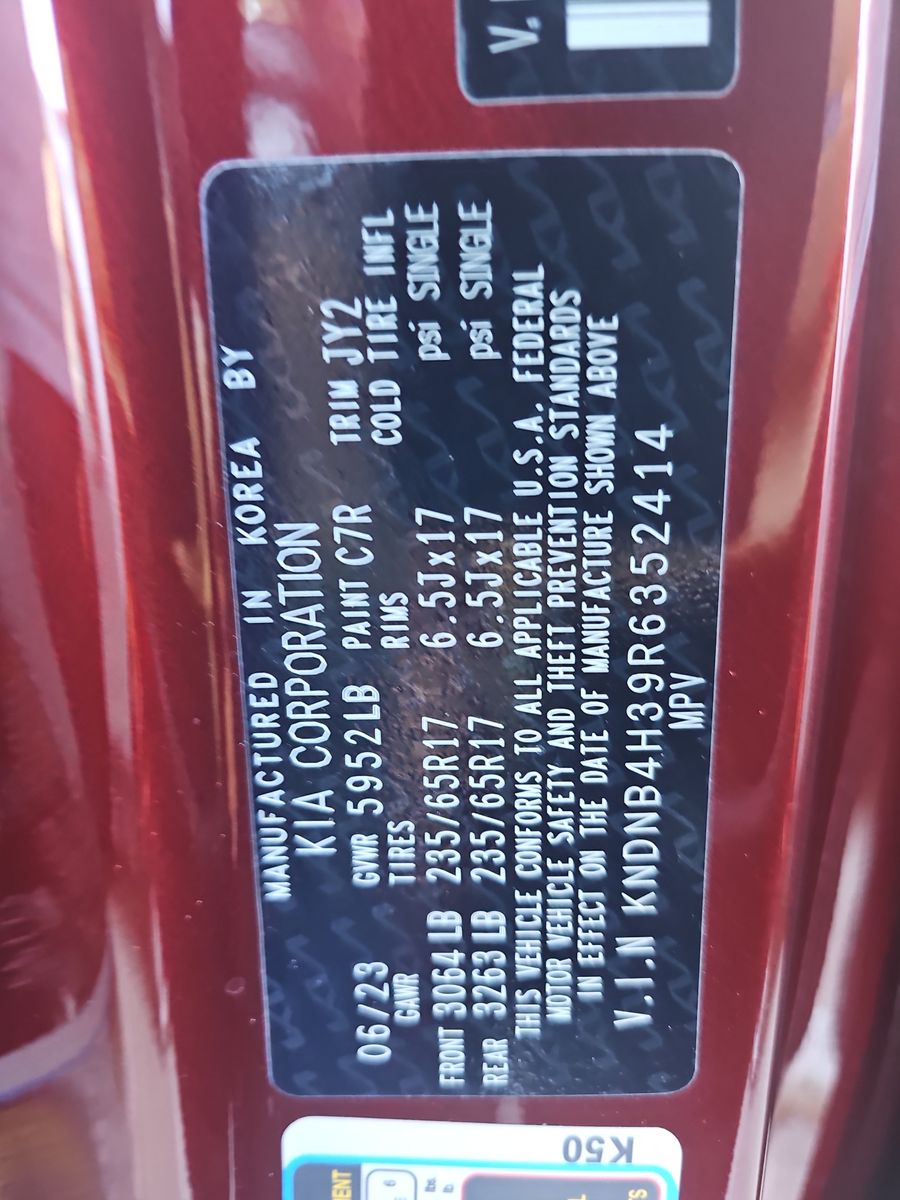 MANUFACTURED IN KOREA BY
KIA CORPORATION
06/23 GVWR 5952LB PAINT C7R TRIM JY2
GAWR TIRES RIMS COLD TIRE INFL
FRONT 3064LB 235/65R17 6.5Jx17 psi SINGLE
REAR 3263LB 235/65R17 6.5Jx17 psi SINGLE
THIS VEHICLE CONFORMS TO ALL APPLICABLE U.S.A. FEDERAL
MOTOR VEHICLE SAFETY AND THEFT PREVENTION STANDARDS
IN EFFECT ON THE DATE OF MANUFACTURE SHOWN ABOVE
V.I.N KNDNB4H39R6352414
MPV
V.
K50